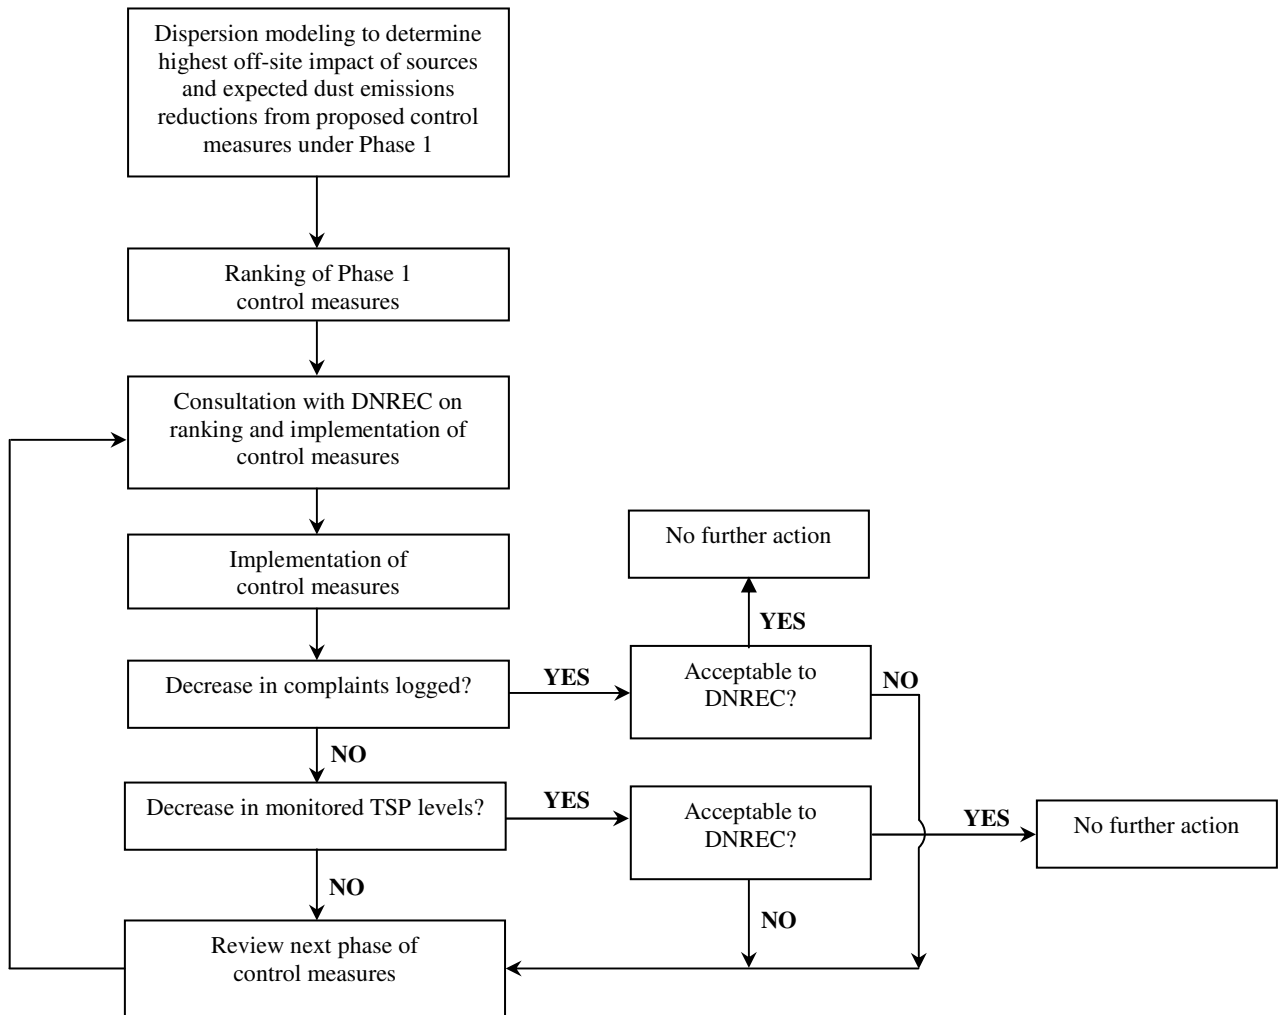 Dispersion modeling to determine
highest off-site impact of sources
and expected dust emissions
reductions from proposed control
measures under Phase 1
Ranking of Phase 1
control measures
Consultation with DNREC on
ranking and implementation of
control measures
Implementation of
control measures
No further action
YES
Decrease in complaints logged?
YES
Acceptable to
DNREC?
NO
NO
Decrease in monitored TSP levels?
YES
Acceptable to
DNREC?
YES
No further action
NO
NO
Review next phase of
control measures